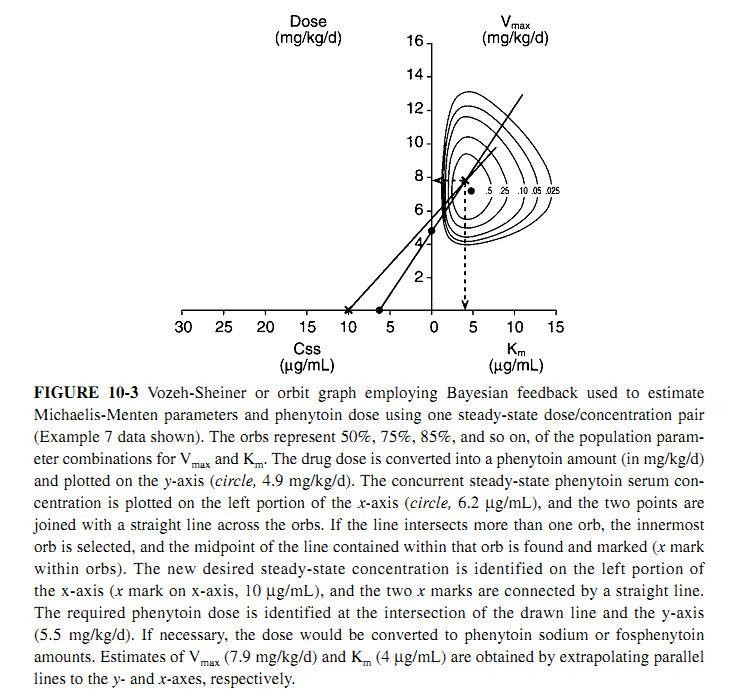 Dose
(mg/kg/d)
Vmax
(mg/kg/d)
16
14
12
10
8
6
4
2
.5 .25 .10 .05 .025
30 25 20 15 10 5 0 5 10 15
Css
(μg/mL)
Km
(μg/mL)
FIGURE 10-3 Vozeh-Sheiner or orbit graph employing Bayesian feedback used to estimate
Michaelis-Menten parameters and phenytoin dose using one steady-state dose/concentration pair
(Example 7 data shown). The orbs represent 50%, 75%, 85%, and so on, of the population param-
eter combinations for Vmax and Km. The drug dose is converted into a phenytoin amount (in mg/kg/d)
and plotted on the y-axis (circle, 4.9 mg/kg/d). The concurrent steady-state phenytoin serum con-
centration is plotted on the left portion of the x-axis (circle, 6.2 μg/mL), and the two points are
joined with a straight line across the orbs. If the line intersects more than one orb, the innermost
orb is selected, and the midpoint of the line contained within that orb is found and marked (x mark
within orbs). The new desired steady-state concentration is identified on the left portion of
the x-axis (x mark on x-axis, 10 μg/mL), and the two x marks are connected by a straight line.
The required phenytoin dose is identified at the intersection of the drawn line and the y-axis
(5.5 mg/kg/d). If necessary, the dose would be converted to phenytoin sodium or fosphenytoin
amounts. Estimates of Vmax (7.9 mg/kg/d) and Km (4 μg/mL) are obtained by extrapolating parallel
lines to the y- and x-axes, respectively.